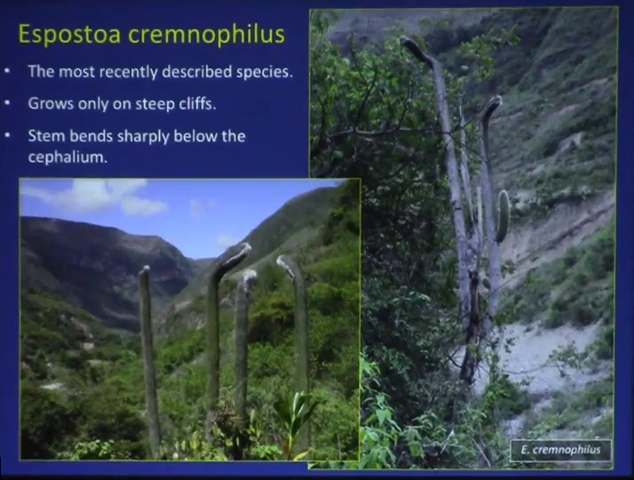 Espostoa cremnophilus
• The most recently described species.
• Grows only on steep cliffs.
• Stem bends sharply below the
cephalium.
E. cremnophilus